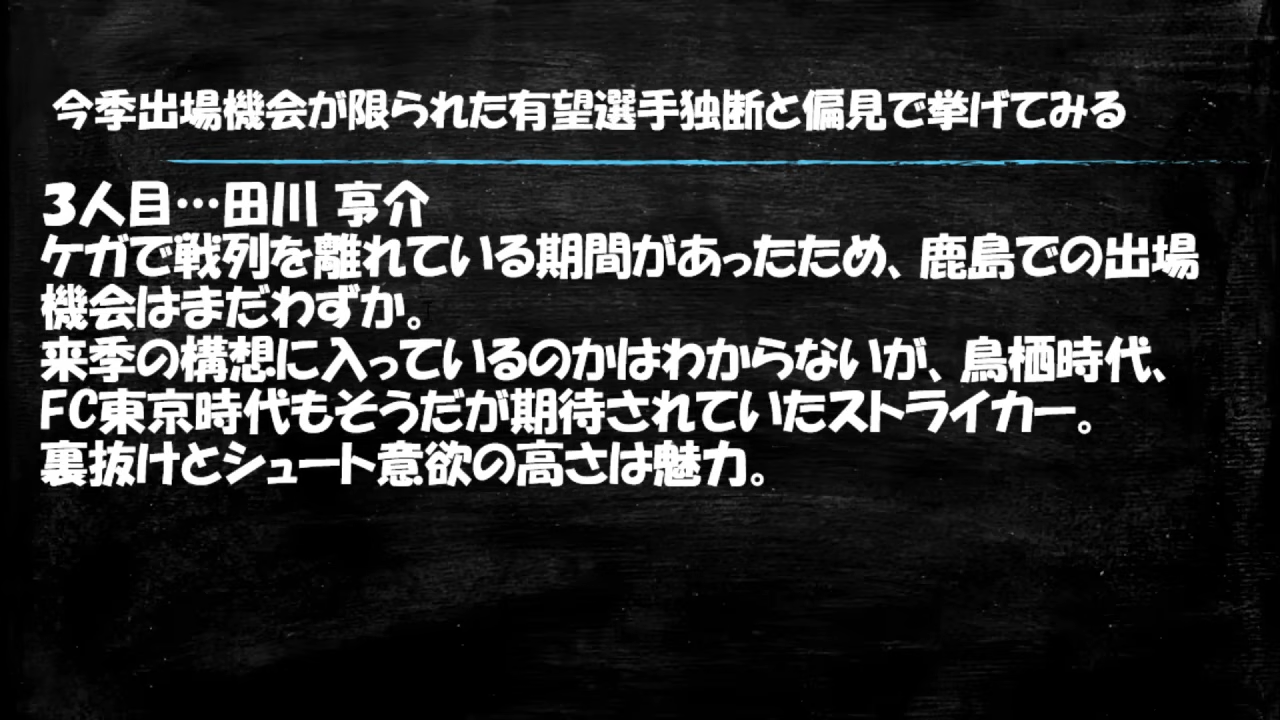 今季出場機会が限られた有望選手独断と偏見で挙げてみる
3人目…田川 亨介
ケガで戦列を離れている期間があったため、鹿島での出場
機会はまだわずか。
来季の構想に入っているのかはわからないが、鳥栖時代、
FC東京時代もそうだが期待されていたストライカー。
裏抜けとシュート意欲の高さは魅力。